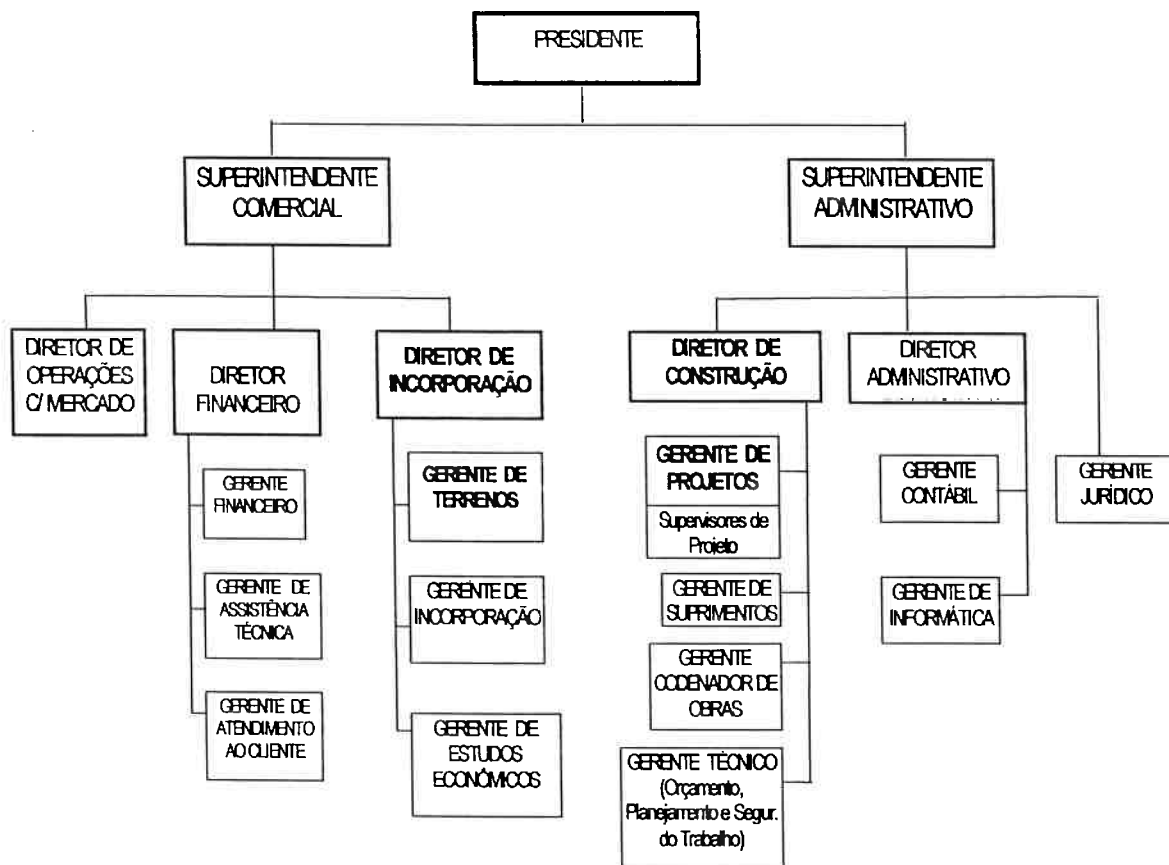 PRESIDENTE
SUPERINTENDENTE
COMERCIAL
SUPERINTENDENTE
ADMINISTRATIVO
DIRETOR DE
OPERAÇÕES
C/ MERCADO
DIRETOR
FINANCEIRO
DIRETOR DE
INCORPORAÇÃO
DIRETOR DE
CONSTRUÇÃO
DIRETOR
ADMINISTRATIVO
GERENTE
FINANCEIRO
GERENTE DE
ASSISTÊNCIA
TÉCNICA
GERENTE DE
ATENDIMENTO
AO CLIENTE
GERENTE DE
TERRENOS
GERENTE DE
INCORPORAÇÃO
GERENTE DE
ESTUDOS
ECONÔMICOS
GERENTE DE
PROJETOS
Supervisores de
Projeto
GERENTE DE
SUPRIMENTOS
GERENTE
CODENADOR DE
OBRAS
GERENTE TÉCNICO
(Orçamento,
Planejamento e Segur.
do Trabalho)
GERENTE
CONTÁBIL
GERENTE DE
INFORMÁTICA
GERENTE
JURÍDICO